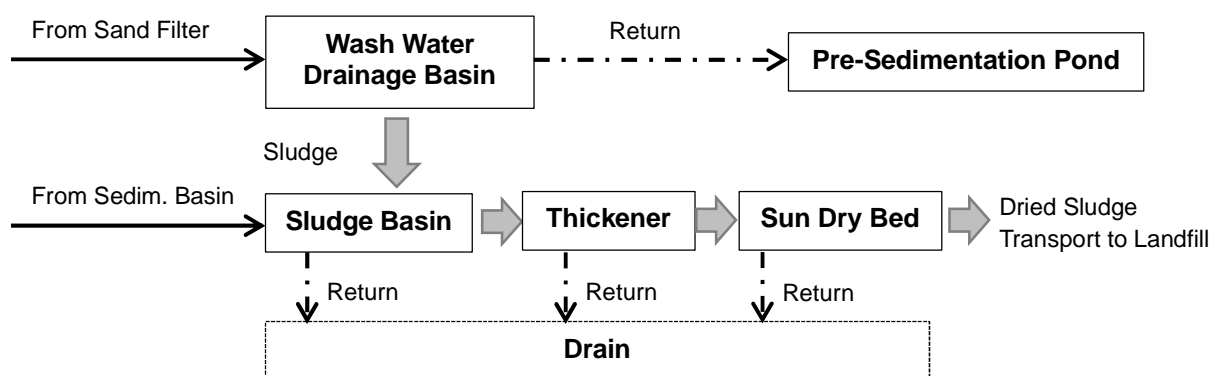 From Sand Filter
Wash Water
Drainage Basin
Return
Pre-Sedimentation Pond
Sludge
From Sedim. Basin
Sludge Basin
Thickener
Sun Dry Bed
Dried Sludge
Transport to Landfill
Return
Return
Return
Drain